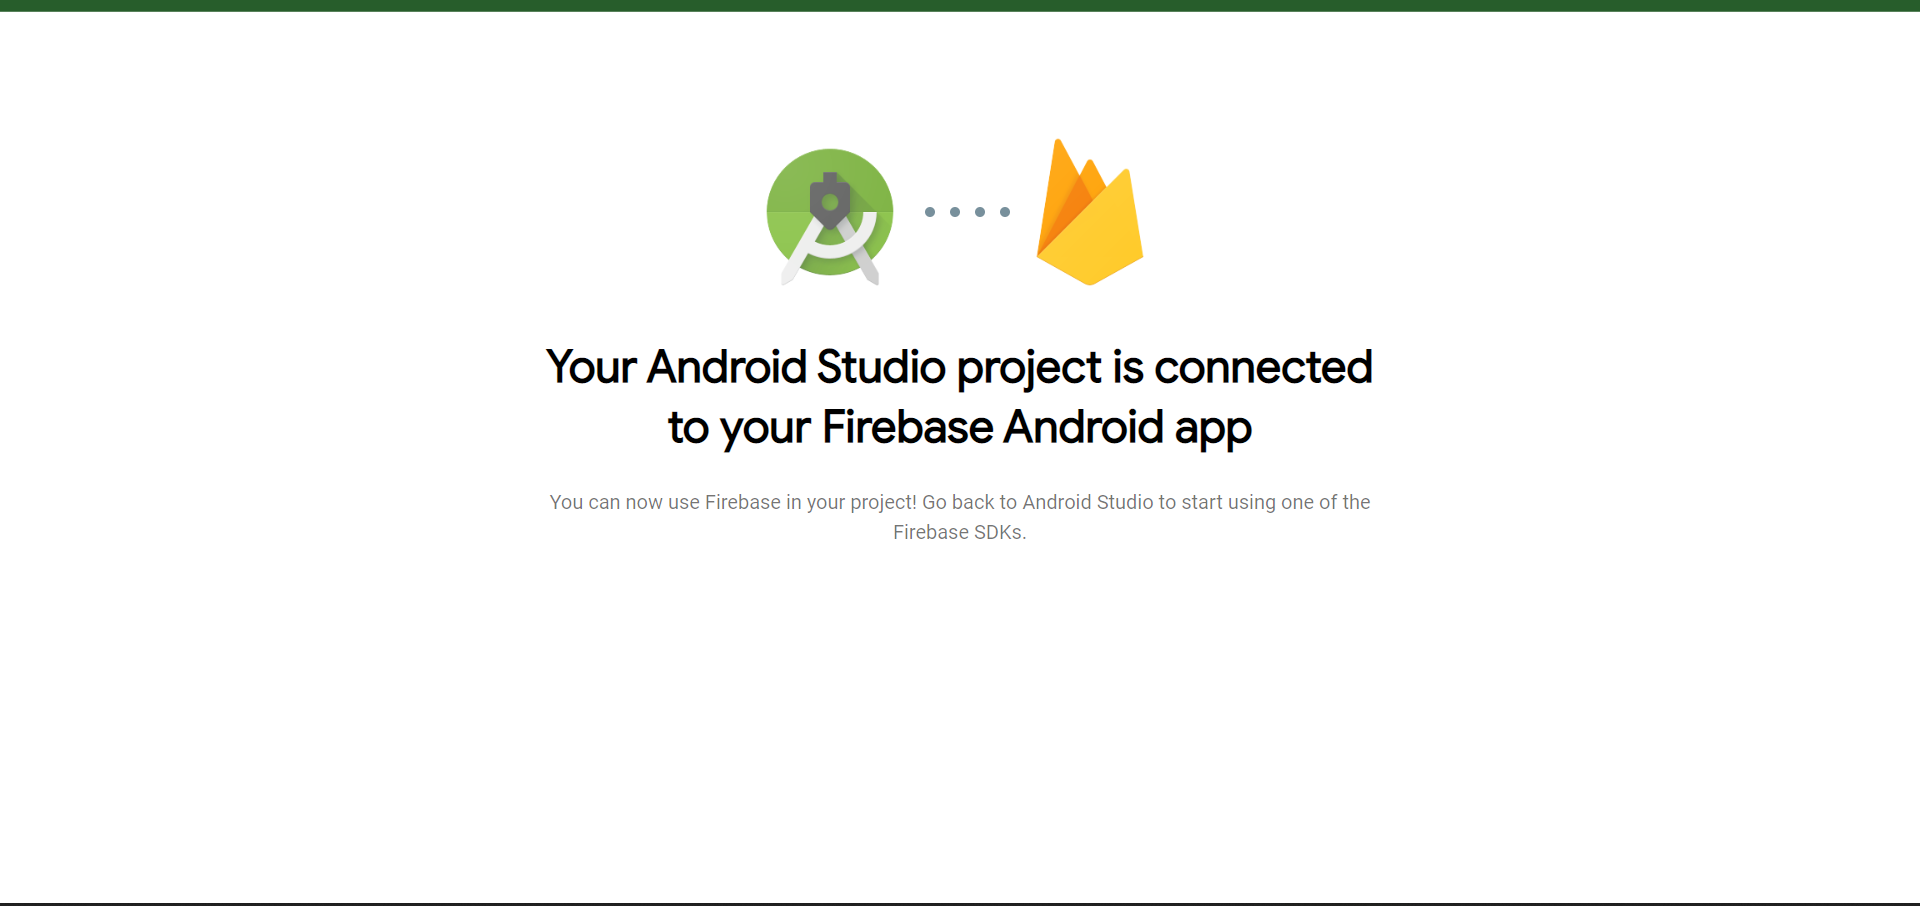 Your Android Studio project is connected
to your Firebase Android app
You can now use Firebase in your project! Go back to Android Studio to start using one of the
Firebase SDKs.